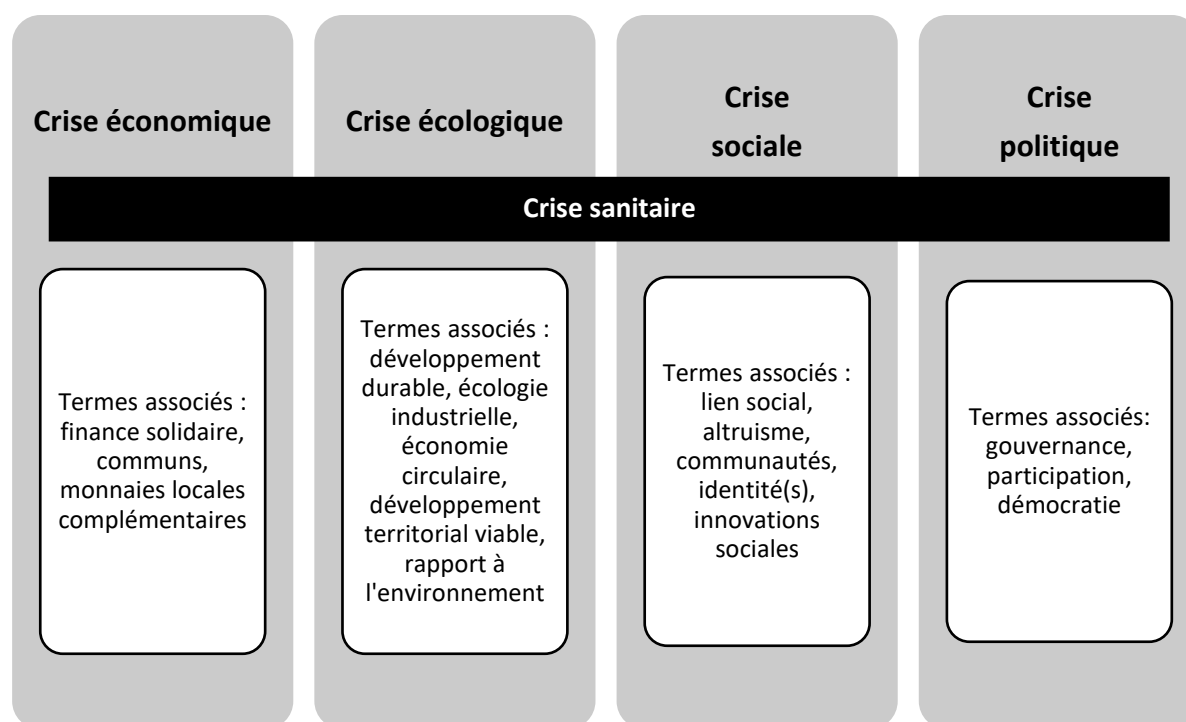 Crise économique
Crise écologique
Crise
sociale
Crise
politique
Crise sanitaire
Termes associés :
finance solidaire,
communs,
monnaies locales
complémentaires
Termes associés :
développement
durable, écologie
industrielle,
économie
circulaire,
développement
territorial viable,
rapport à
l'environnement
Termes associés :
lien social,
altruisme,
communautés,
identité(s),
innovations
sociales
Termes associés:
gouvernance,
participation,
démocratie